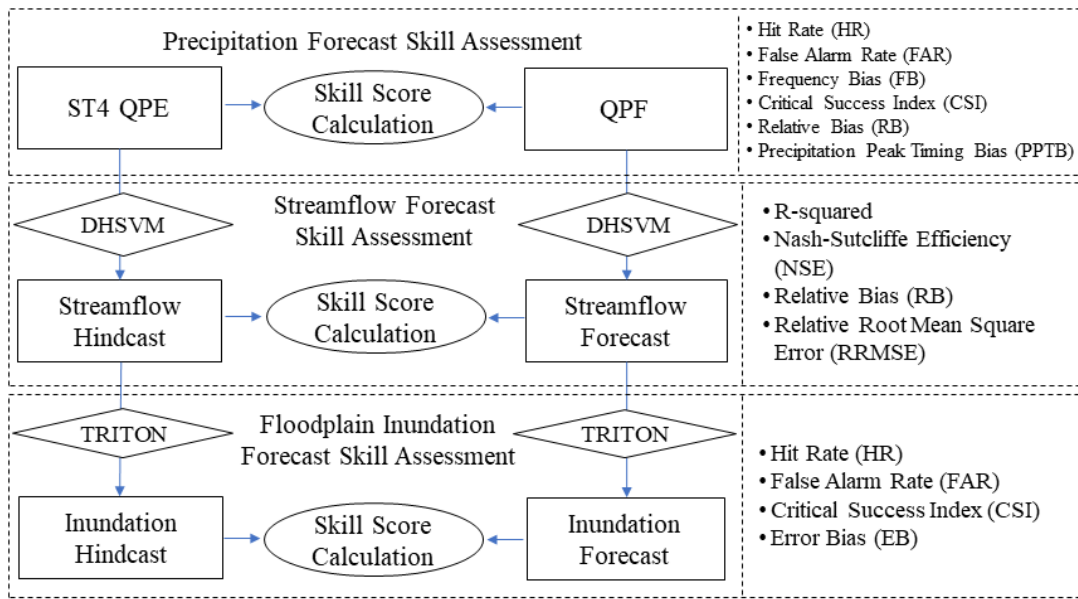 Precipitation Forecast Skill Assessment
ST4 QPE
Skill Score
Calculation
QPF
• Hit Rate (HR)
• False Alarm Rate (FAR)
• Frequency Bias (FB)
• Critical Success Index (CSI)
• Relative Bias (RB)
• Precipitation Peak Timing Bias (PPTB)
DHSVM
Streamflow Forecast
Skill Assessment
DHSVM
Streamflow
Hindcast
Skill Score
Calculation
Streamflow
Forecast
• R-squared
• Nash-Sutcliffe Efficiency
(NSE)
• Relative Bias (RB)
• Relative Root Mean Square
Error (RRMSE)
TRITON
Floodplain Inundation
Forecast Skill Assessment
TRITON
Inundation
Hindcast
Skill Score
Calculation
Inundation
Forecast
• Hit Rate (HR)
• False Alarm Rate (FAR)
• Critical Success Index (CSI)
• Error Bias (EB)